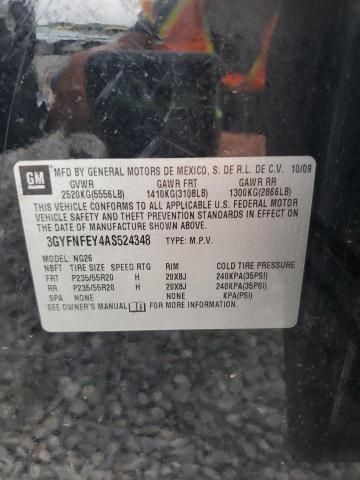 GM
MFD BY GENERAL MOTORS DE MEXICO, S. DE R.L. DE C.V. 10/09
GVWR GAWR FRT GAWR RR
2520KG(5556LB) 1410KG(3108LB) 1300KG(2866LB)
THIS VEHICLE CONFORMS TO ALL APPLICABLE U.S. FEDERAL MOTOR
VEHICLE SAFETY, BUMPER, AND THEFT PREVENTION STANDARDS IN
EFFECT ON THE DATE OF MANUFACTURE SHOWN ABOVE.
3GYFNFEY4AS524348 TYPE: M.P.V.
MODEL: NG26
NBFT TIRE SIZE SPEED RTG RIM COLD TIRE PRESSURE
FRT P235/55R20 H 20X8J 240KPA(35PSI)
RR P235/55R20 H 20X8J 240KPA(35PSI)
SPA NONE NONE KPA(PSI)
SEE OWNER'S MANUAL FOR MORE INFORMATION.